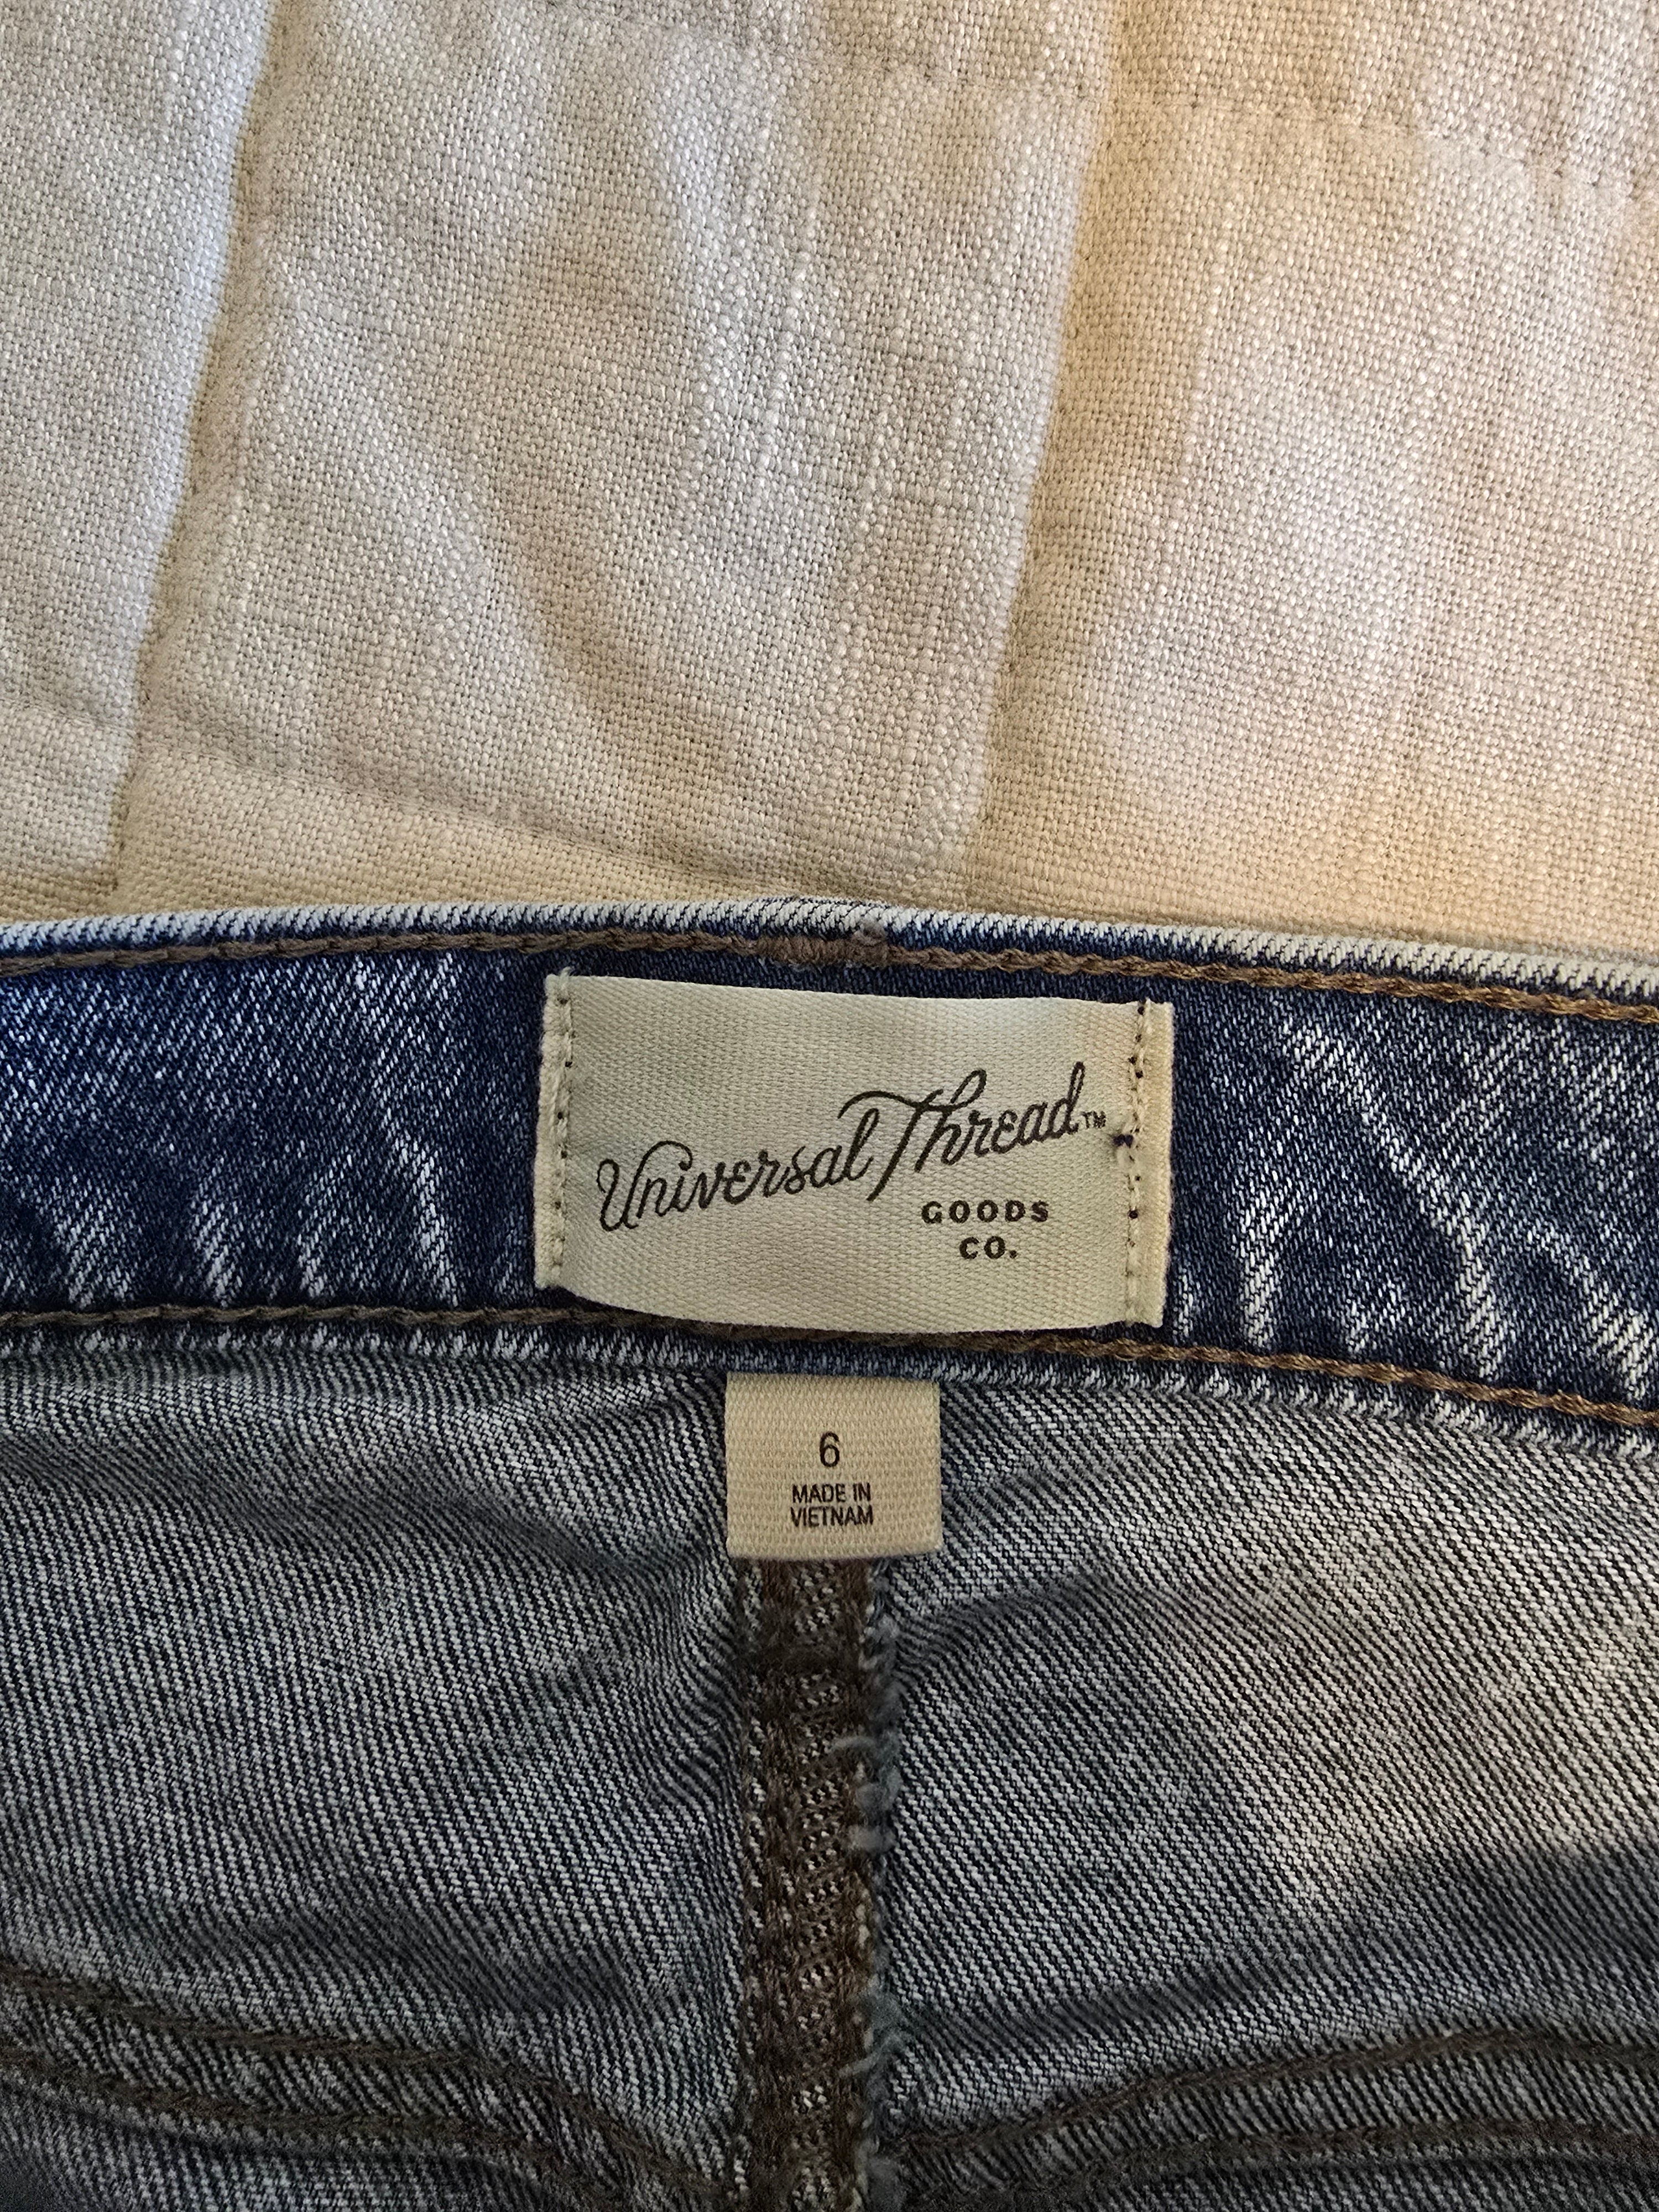 Universal Thread™
GOODS
CO.
6
MADE IN
VIETNAM